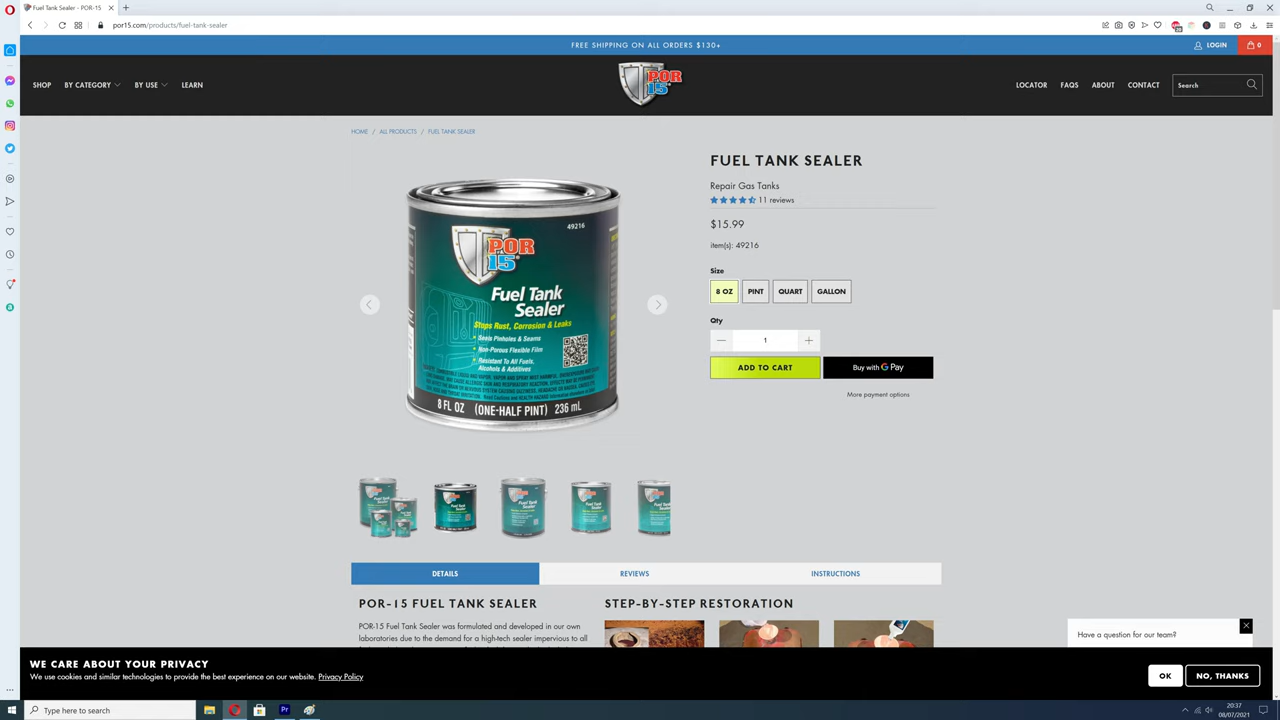 Fuel Tank Sealer - POR-15
por15.com/products/fuel-tank-sealer
FREE SHIPPING ON ALL ORDERS $130+
LOGIN
0
SHOP
BY CATEGORY
BY USE
LEARN
POR
15
LOCATOR
FAQS
ABOUT
CONTACT
Search
HOME / ALL PRODUCTS / FUEL TANK SEALER
49216
POR
15
Fuel Tank
Sealer
Stops Rust, Corrosion & Leaks
Seals Pinholes & Seams
Non-Porous Flexible Film
Resistant To All Fuels,
Alcohols & Additives
8 FL OZ (ONE-HALF PINT) 236 mL
FUEL TANK SEALER
Repair Gas Tanks
11 reviews
$15.99
item(s): 49216
Size
8 OZ
PINT
QUART
GALLON
Qty
1
ADD TO CART
Buy with G Pay
More payment options
DETAILS
REVIEWS
INSTRUCTIONS
POR-15 FUEL TANK SEALER
POR-15 Fuel Tank Sealer was formulated and developed in our own
laboratories due to the demand for a high-tech sealer impervious to all
STEP-BY-STEP RESTORATION
Have a question for our team?
WE CARE ABOUT YOUR PRIVACY
We use cookies and similar technologies to provide the best experience on our website. Privacy Policy
OK
NO, THANKS
Type here to search
Pr
20:37
08/07/2021